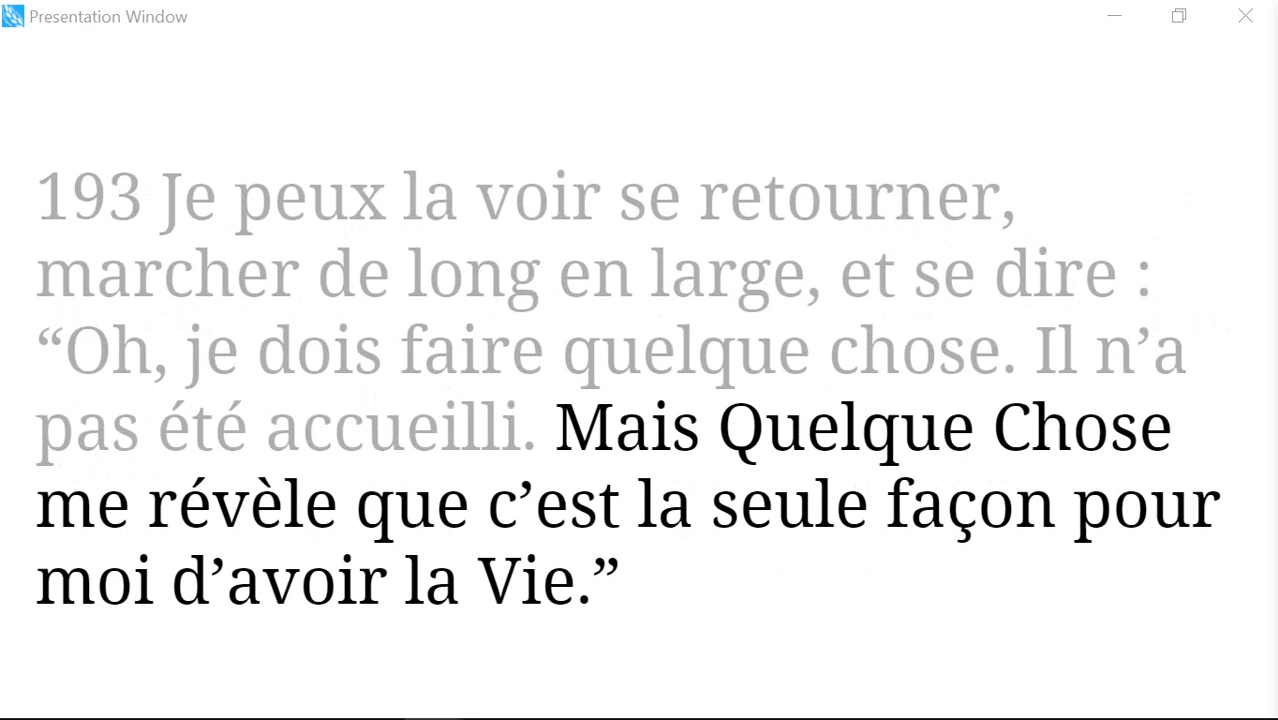 Presentation Window
193 Je peux la voir se retourner,
marcher de long en large, et se dire :
“Oh, je dois faire quelque chose. Il n’a
pas été accueilli. Mais Quelque Chose
me révèle que c’est la seule façon pour
moi d’avoir la Vie.”